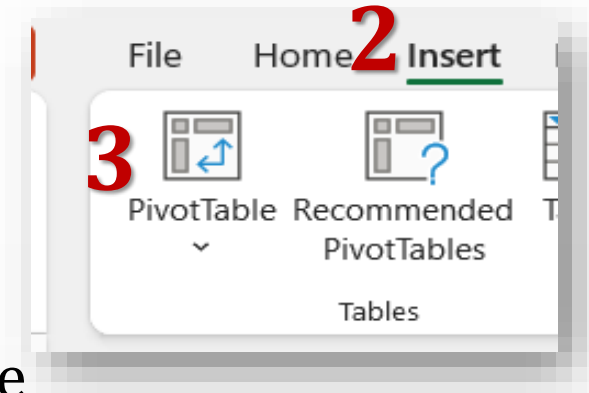 2
File Home Insert
3
PivotTable Recommended
PivotTables
Tables
e